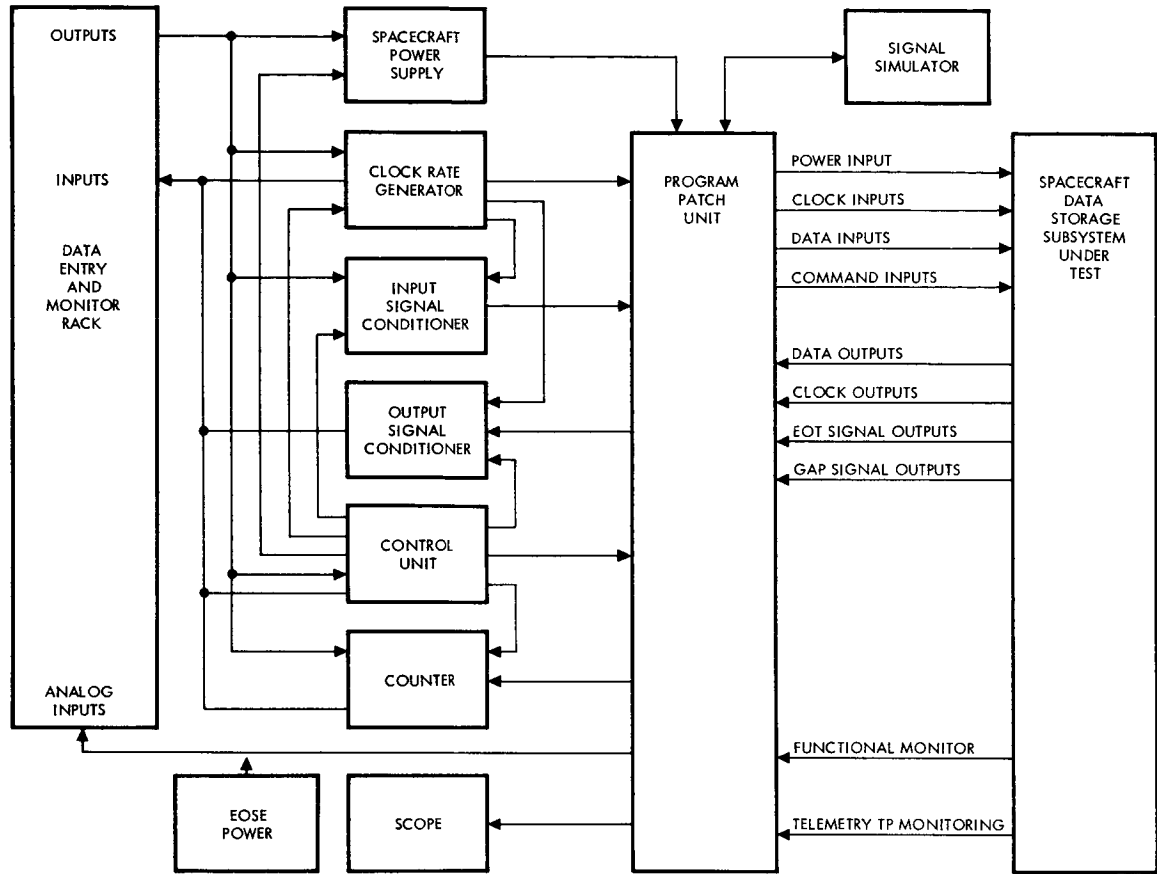 OUTPUTS
INPUTS
DATA
ENTRY
AND
MONITOR
RACK
ANALOG
INPUTS
SPACECRAFT
POWER
SUPPLY
CLOCK RATE
GENERATOR
INPUT
SIGNAL
CONDITIONER
OUTPUT
SIGNAL
CONDITIONER
CONTROL
UNIT
COUNTER
EOSE
POWER
SCOPE
SIGNAL
SIMULATOR
PROGRAM
PATCH
UNIT
POWER INPUT
CLOCK INPUTS
DATA INPUTS
COMMAND INPUTS
DATA OUTPUTS
CLOCK OUTPUTS
EOT SIGNAL OUTPUTS
GAP SIGNAL OUTPUTS
FUNCTIONAL MONITOR
TELEMETRY TP MONITORING
SPACECRAFT
DATA
STORAGE
SUBSYSTEM
UNDER
TEST